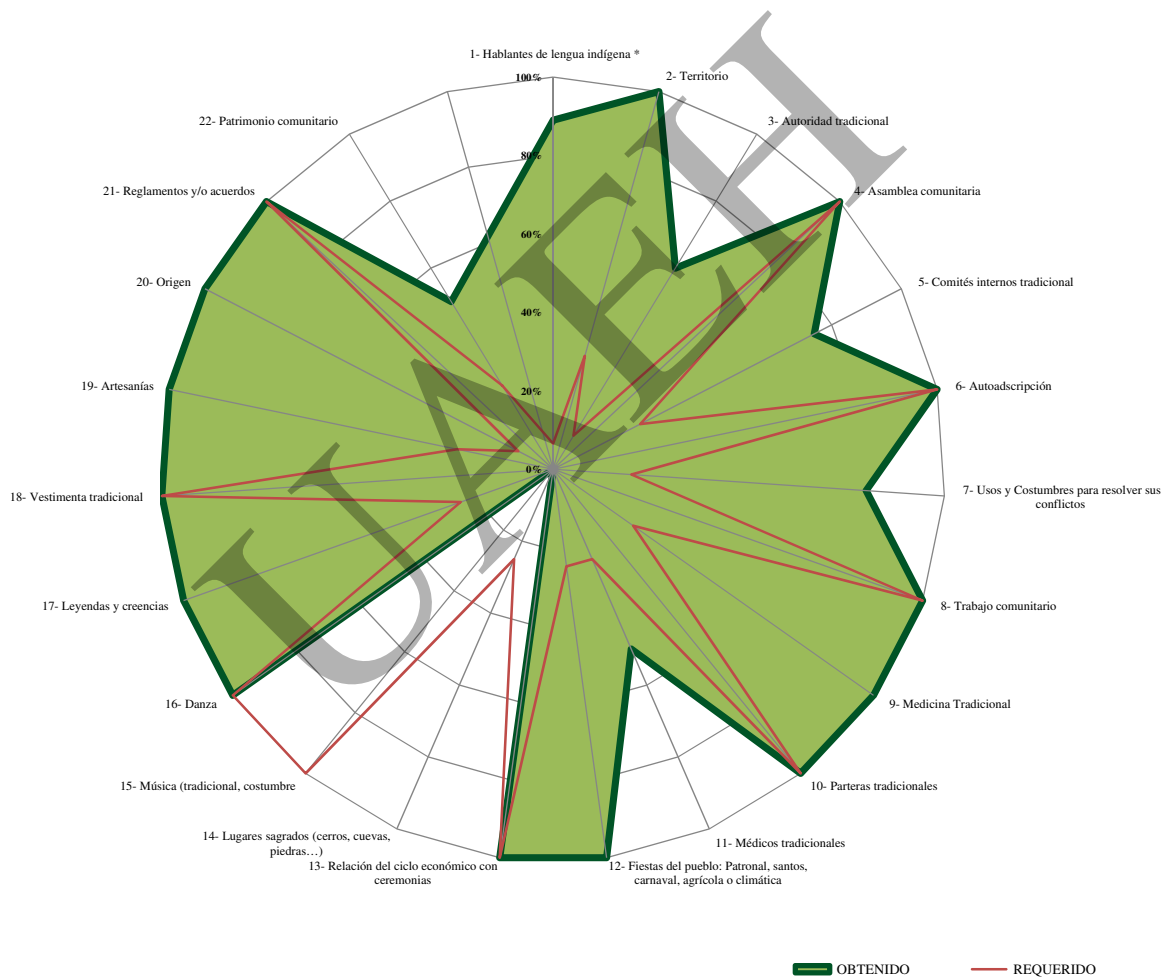 1- Hablantes de lengua indígena *
2- Territorio
3- Autoridad tradicional
4- Asamblea comunitaria
5- Comités internos tradicional
6- Autoadscripción
7- Usos y Costumbres para resolver sus
conflictos
8- Trabajo comunitario
9- Medicina Tradicional
10- Parteras tradicionales
11- Médicos tradicionales
12- Fiestas del pueblo: Patronal, santos,
carnaval, agrícola o climática
13- Relación del ciclo económico con
ceremonias
14- Lugares sagrados (cerros, cuevas,
piedras…)
15- Música (tradicional, costumbre
16- Danza
17- Leyendas y creencias
18- Vestimenta tradicional
19- Artesanías
20- Origen
21- Reglamentos y/o acuerdos
22- Patrimonio comunitario
100%
80%
60%
40%
20%
0%
UAEH
OBTENIDO
REQUERIDO